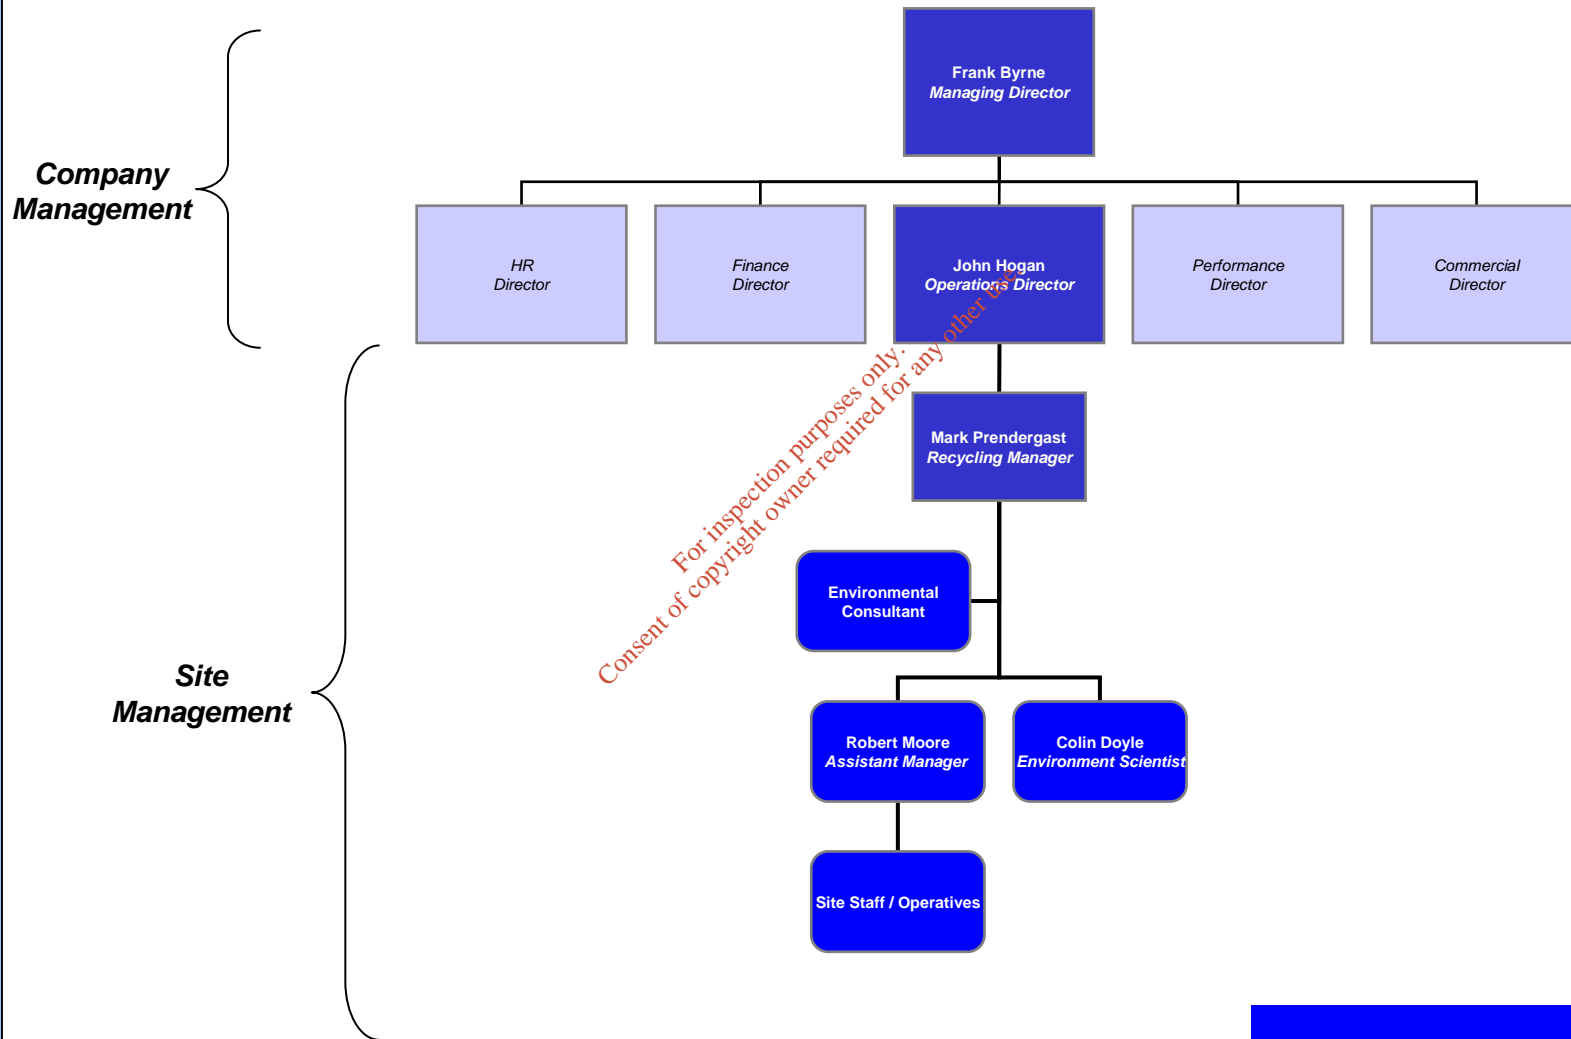 Frank Byrne
Managing Director
Company
Management
HR
Director
Finance
Director
John Hogan
Operations Director
Performance
Director
Commercial
Director
For inspection purposes only.
Consent of copyright owner required for any other use.
Mark Prendergast
Recycling Manager
Environmental
Consultant
Site
Management
Robert Moore
Assistant Manager
Colin Doyle
Environment Scientist
Site Staff / Operatives